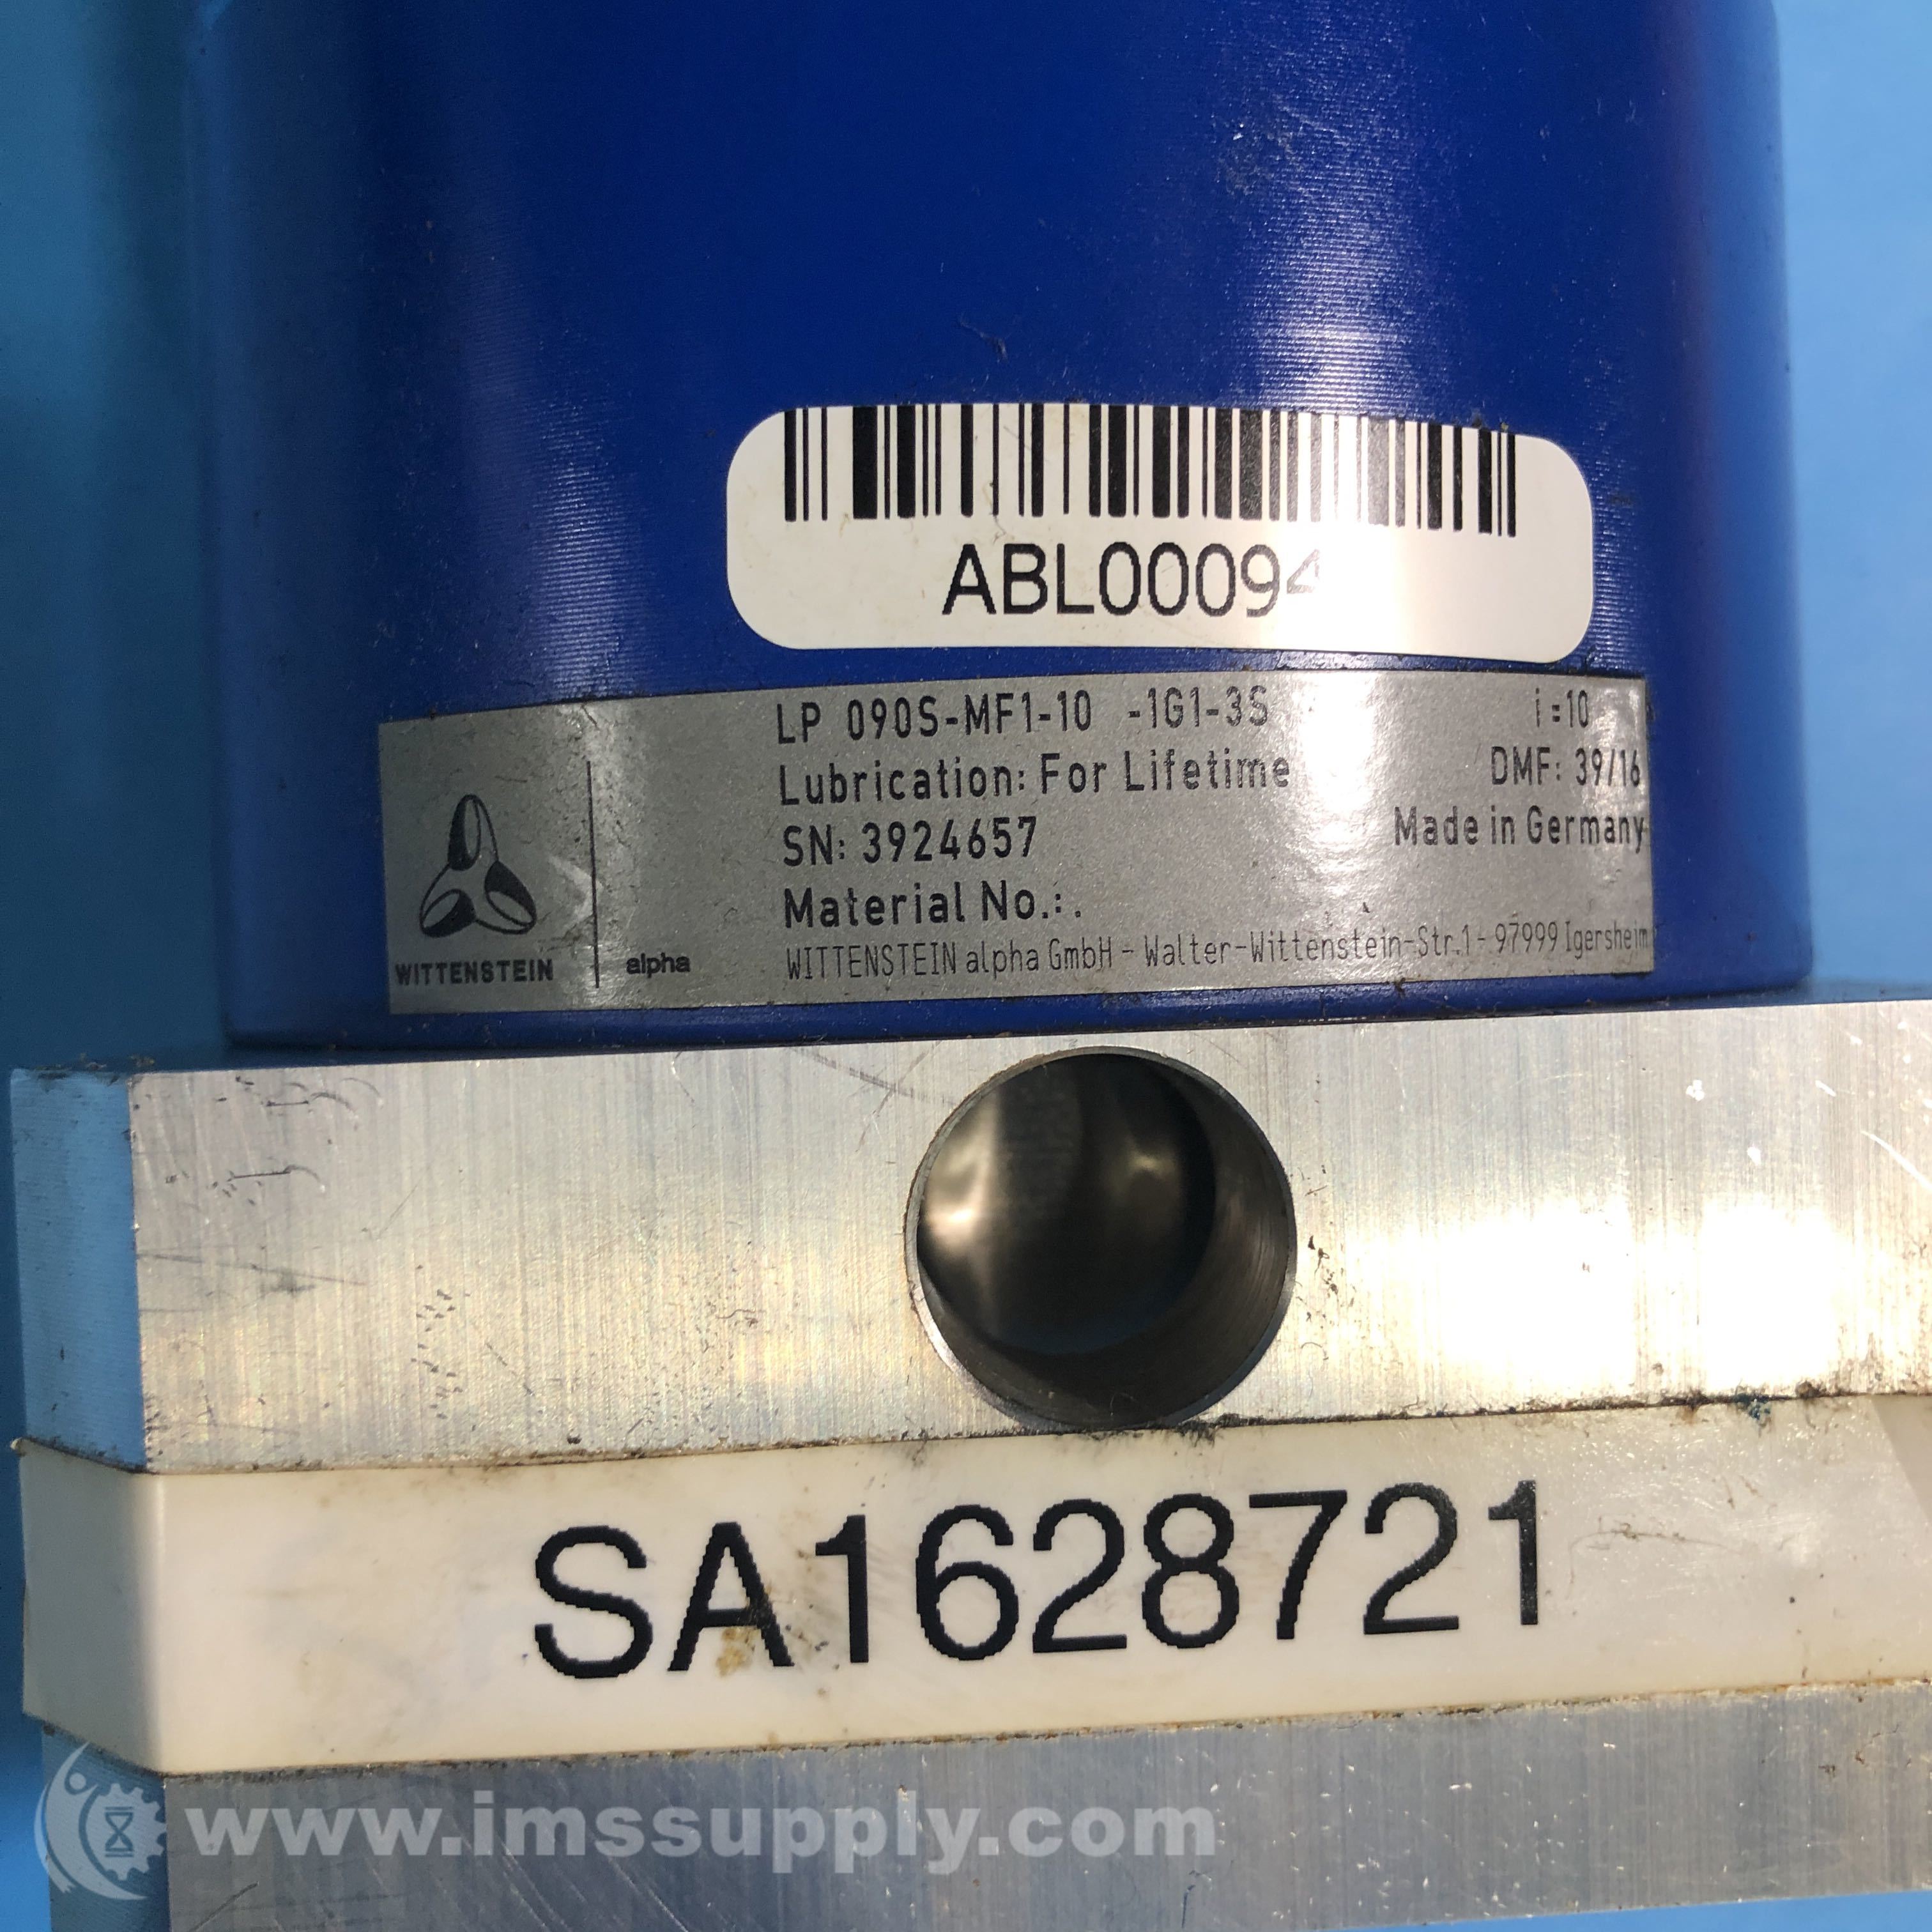 ABL00094
LP 090S-MF1-10 -1G1-3S i=10
Lubrication: For Lifetime DMF: 39/16
SN: 3924657 Made in Germany
Material No.: .
WITTENSTEIN alpha GmbH - Walter-Wittenstein-Str.1 - 97999 Igersheim
WITTENSTEIN alpha
SA1628721
www.imssupply.com